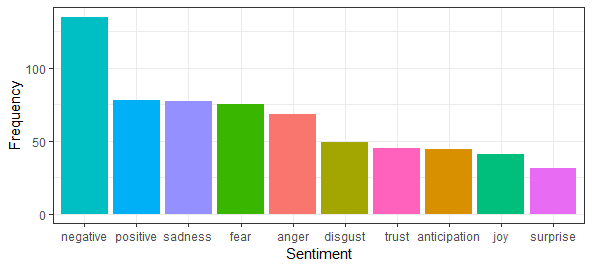 Frequency
100
50
0
negative positive sadness fear anger disgust trust anticipation joy surprise
Sentiment